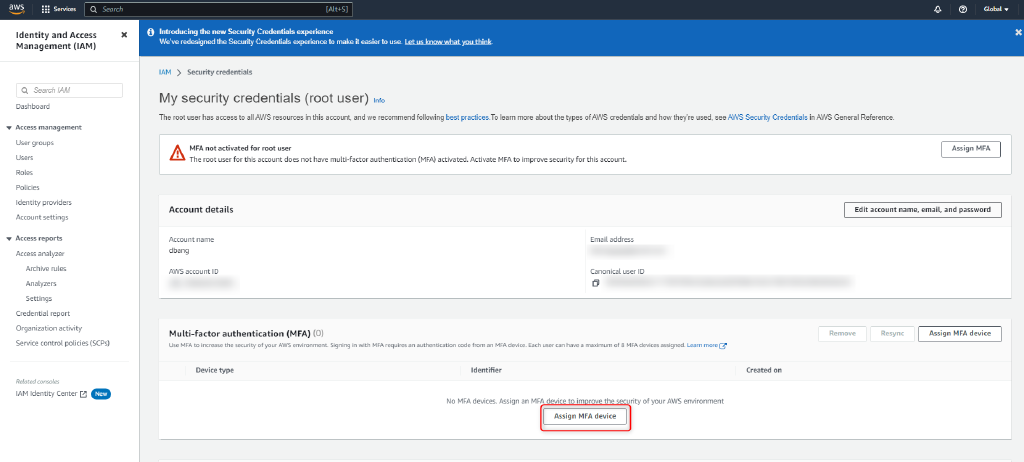 aws Services Search [Alt+S] Global
Identity and Access Management (IAM)
Search IAM
Dashboard
Access management
User groups
Users
Roles
Policies
Identity providers
Account settings
Access reports
Access analyzer
Archive rules
Analyzers
Settings
Credential report
Organization activity
Service control policies (SCPs)
Related consoles
IAM Identity Center New
Introducing the new Security Credentials experience
We've redesigned the Security Credentials experience to make it easier to use. Let us know what you think.
IAM > Security credentials
My security credentials (root user) Info
The root user has access to all AWS resources in this account, and we recommend following best practices. To learn more about the types of AWS credentials and how they're used, see AWS Security Credentials in AWS General Reference.
MFA not activated for root user
The root user for this account does not have multi-factor authentication (MFA) activated. Activate MFA to improve security for this account.
Assign MFA
Account details
Edit account name, email, and password
Account name
dbang
Email address
AWS account ID
Canonical user ID
Multi-factor authentication (MFA) (0)
Remove Resync Assign MFA device
Use MFA to increase the security of your AWS environment. Signing in with MFA requires an authentication code from an MFA device. Each user can have a maximum of 8 MFA devices assigned. Learn more
Device type Identifier Created on
No MFA devices. Assign an MFA device to improve the security of your AWS environment
Assign MFA device